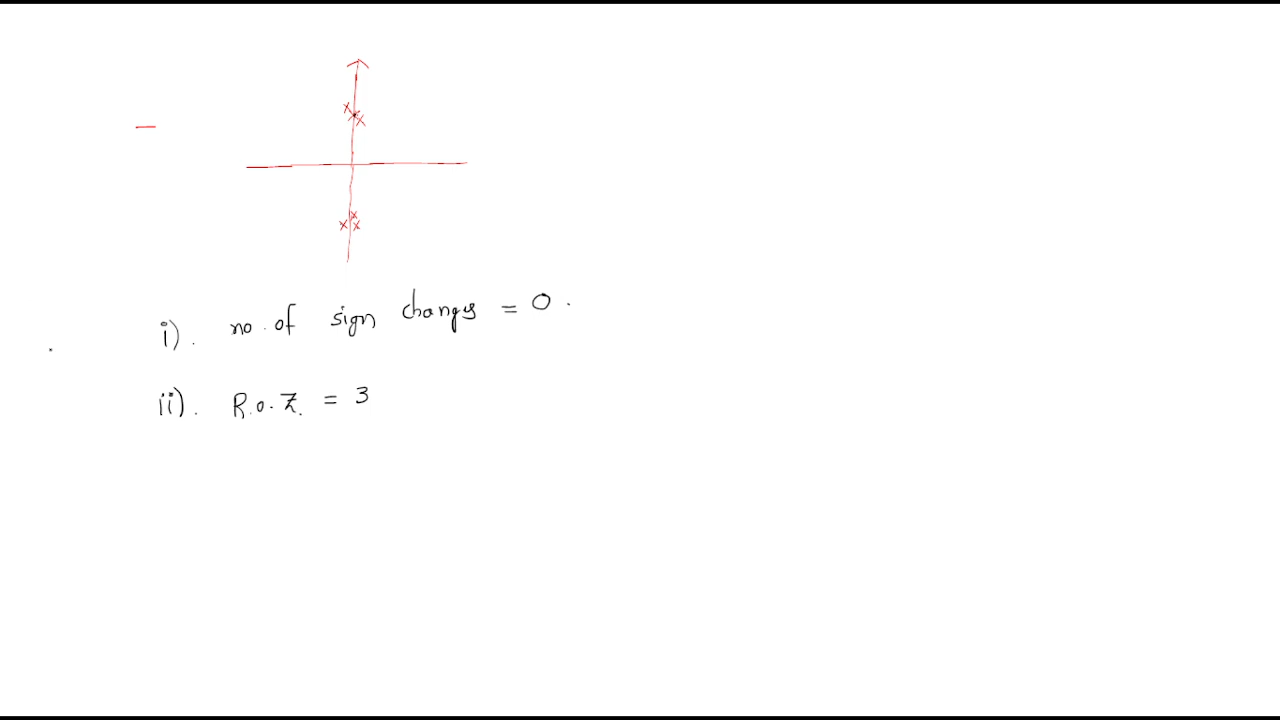 i). no. of sign changes = 0.
ii). R.o.Z. = 3